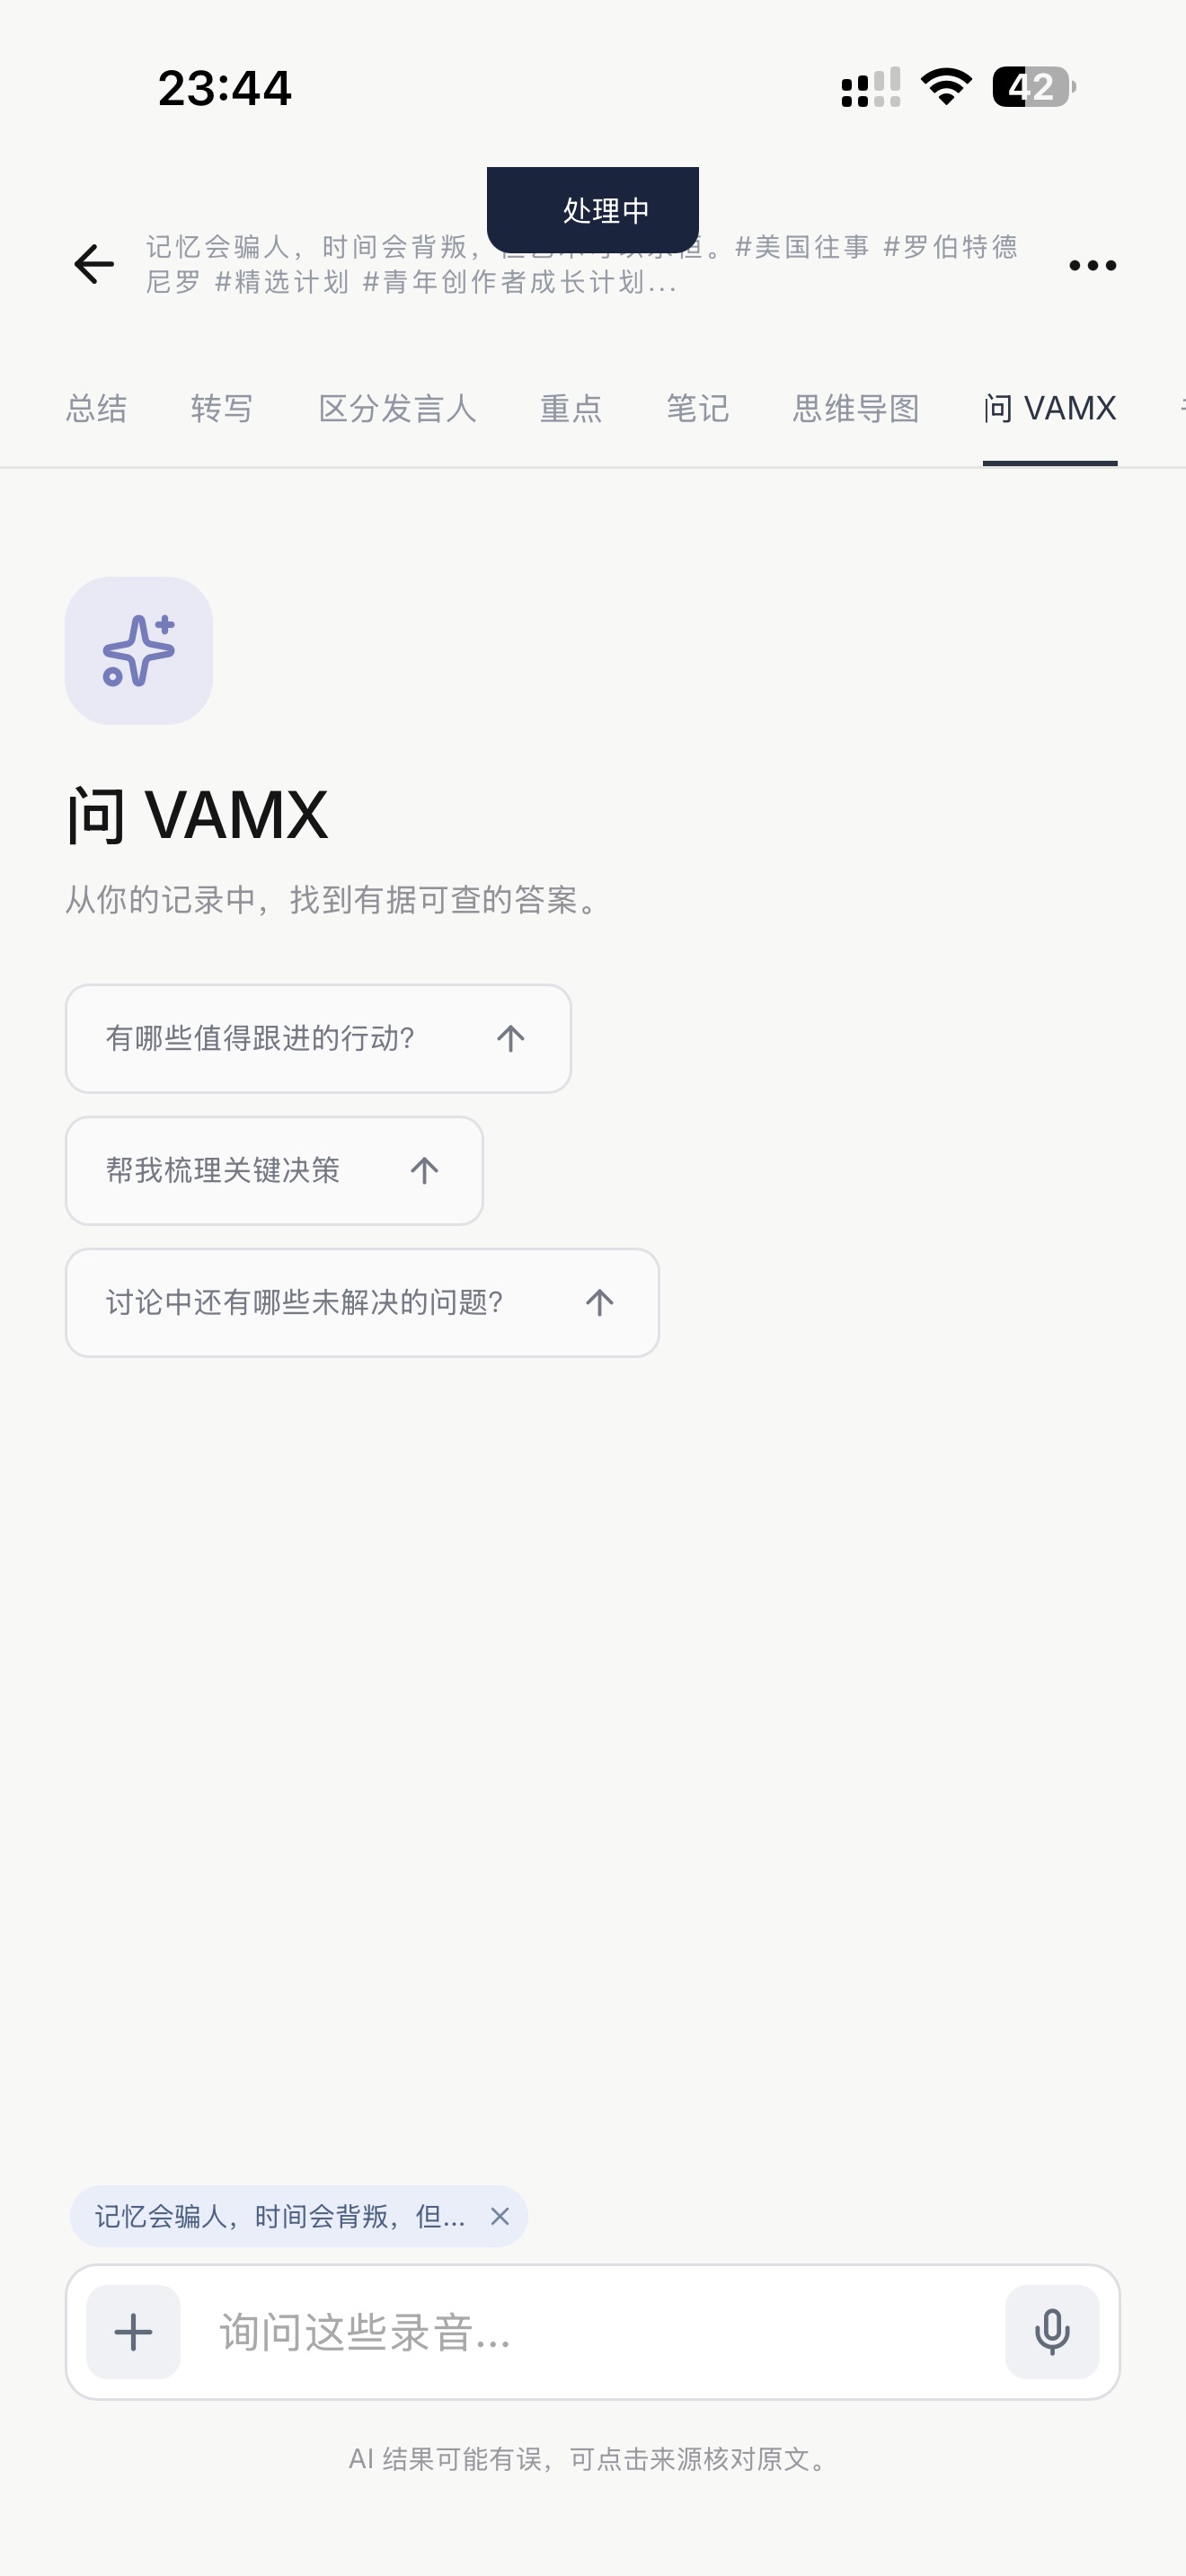 23:44
42
处理中
记忆会骗人，时间会背叛，恒。#美国往事 #罗伯特德
尼罗 #精选计划 #青年创作者成长计划...
总结 转写 区分发言人 重点 笔记 思维导图 问 VAMX
问 VAMX
从你的记录中，找到有据可查的答案。
有哪些值得跟进的行动?
帮我梳理关键决策
讨论中还有哪些未解决的问题?
记忆会骗人，时间会背叛，但...
询问这些录音...
AI 结果可能有误，可点击来源核对原文。